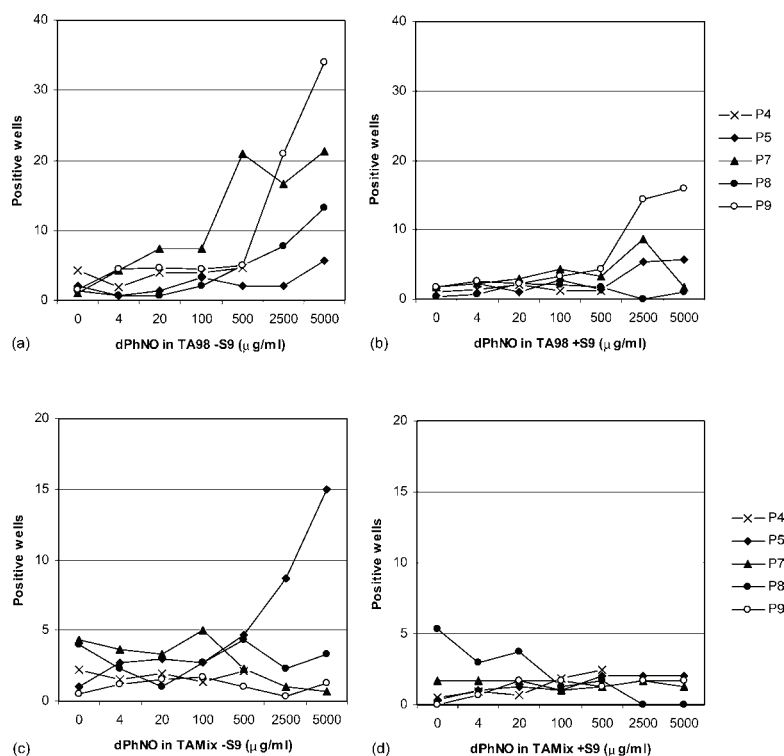 40
30
20
10
0
Positive wells
0 4 20 100 500 2500 5000
(a)
dPhNO in TA98 -S9 (μ g/ml)
40
30
20
10
0
Positive wells
0 4 20 100 500 2500 5000
(b)
dPhNO in TA98 +S9 (μ g/ml)
P4
P5
P7
P8
P9
20
15
10
5
0
Positive wells
0 4 20 100 500 2500 5000
(c)
dPhNO in TAMix -S9 (μ g/ml)
20
15
10
5
0
Positive wells
0 4 20 100 500 2500 5000
(d)
dPhNO in TAMix +S9 (μ g/ml)
P4
P5
P7
P8
P9